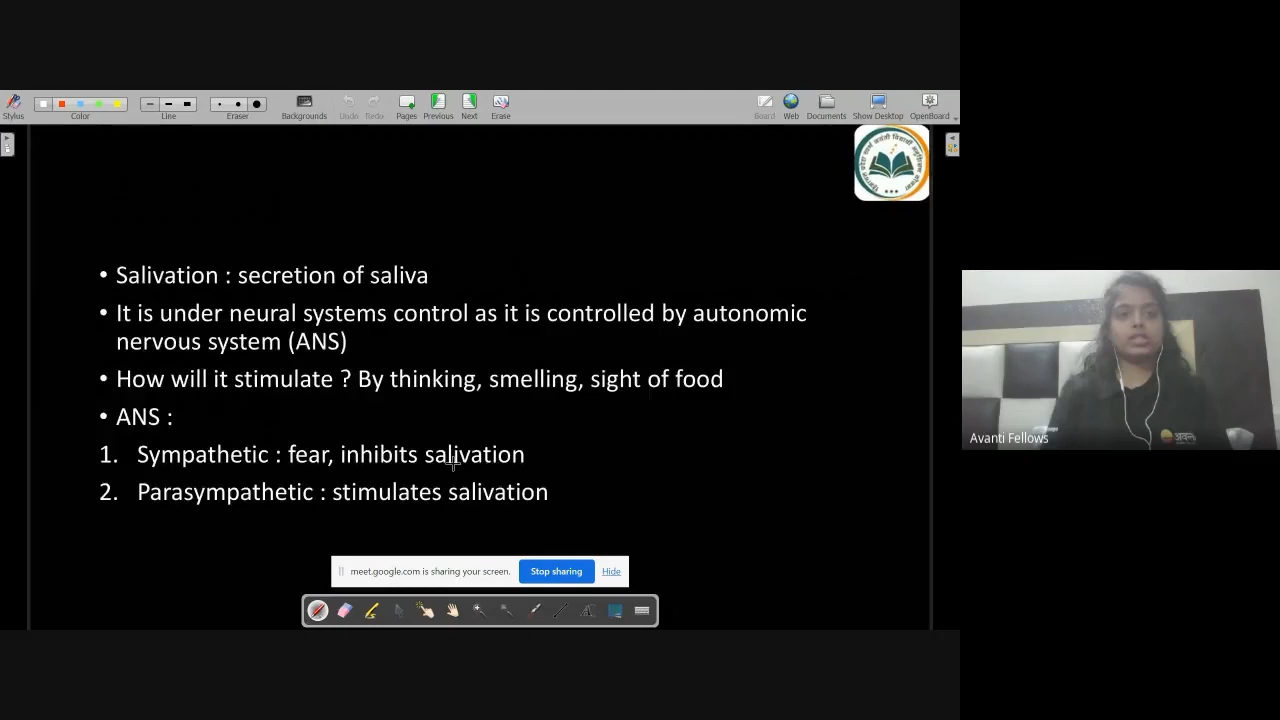 Stylus
Color
Line
Eraser
Backgrounds
Undo
Redo
Pages
Previous
Next
Erase
Board
Web
Documents
Show Desktop
OpenBoard
• Salivation : secretion of saliva
• It is under neural systems control as it is controlled by autonomic
nervous system (ANS)
• How will it stimulate ? By thinking, smelling, sight of food
• ANS :
1. Sympathetic : fear, inhibits salivation
2. Parasympathetic : stimulates salivation
meet.google.com is sharing your screen.
Stop sharing
Hide
Avanti Fellows